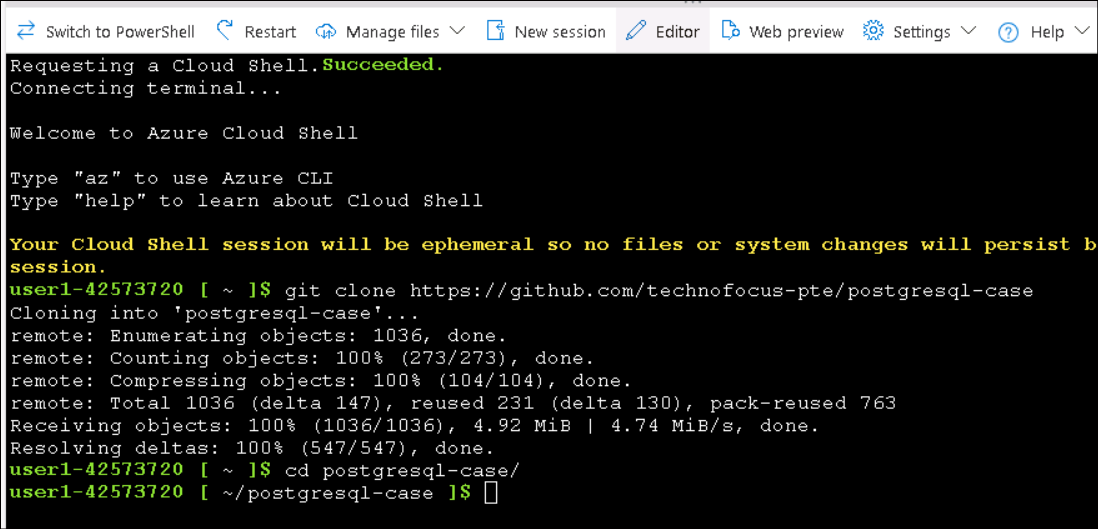 Switch to PowerShell Restart Manage files New session Editor Web preview Settings Help
Requesting a Cloud Shell.Succeeded.
Connecting terminal...
Welcome to Azure Cloud Shell
Type "az" to use Azure CLI
Type "help" to learn about Cloud Shell
Your Cloud Shell session will be ephemeral so no files or system changes will persist b
session.
user1-42573720 [ ~ ]$ git clone https://github.com/technofocus-pte/postgresql-case
Cloning into 'postgresql-case'...
remote: Enumerating objects: 1036, done.
remote: Counting objects: 100% (273/273), done.
remote: Compressing objects: 100% (104/104), done.
remote: Total 1036 (delta 147), reused 231 (delta 130), pack-reused 763
Receiving objects: 100% (1036/1036), 4.92 MiB | 4.74 MiB/s, done.
Resolving deltas: 100% (547/547), done.
user1-42573720 [ ~ ]$ cd postgresql-case/
user1-42573720 [ ~/postgresql-case ]$